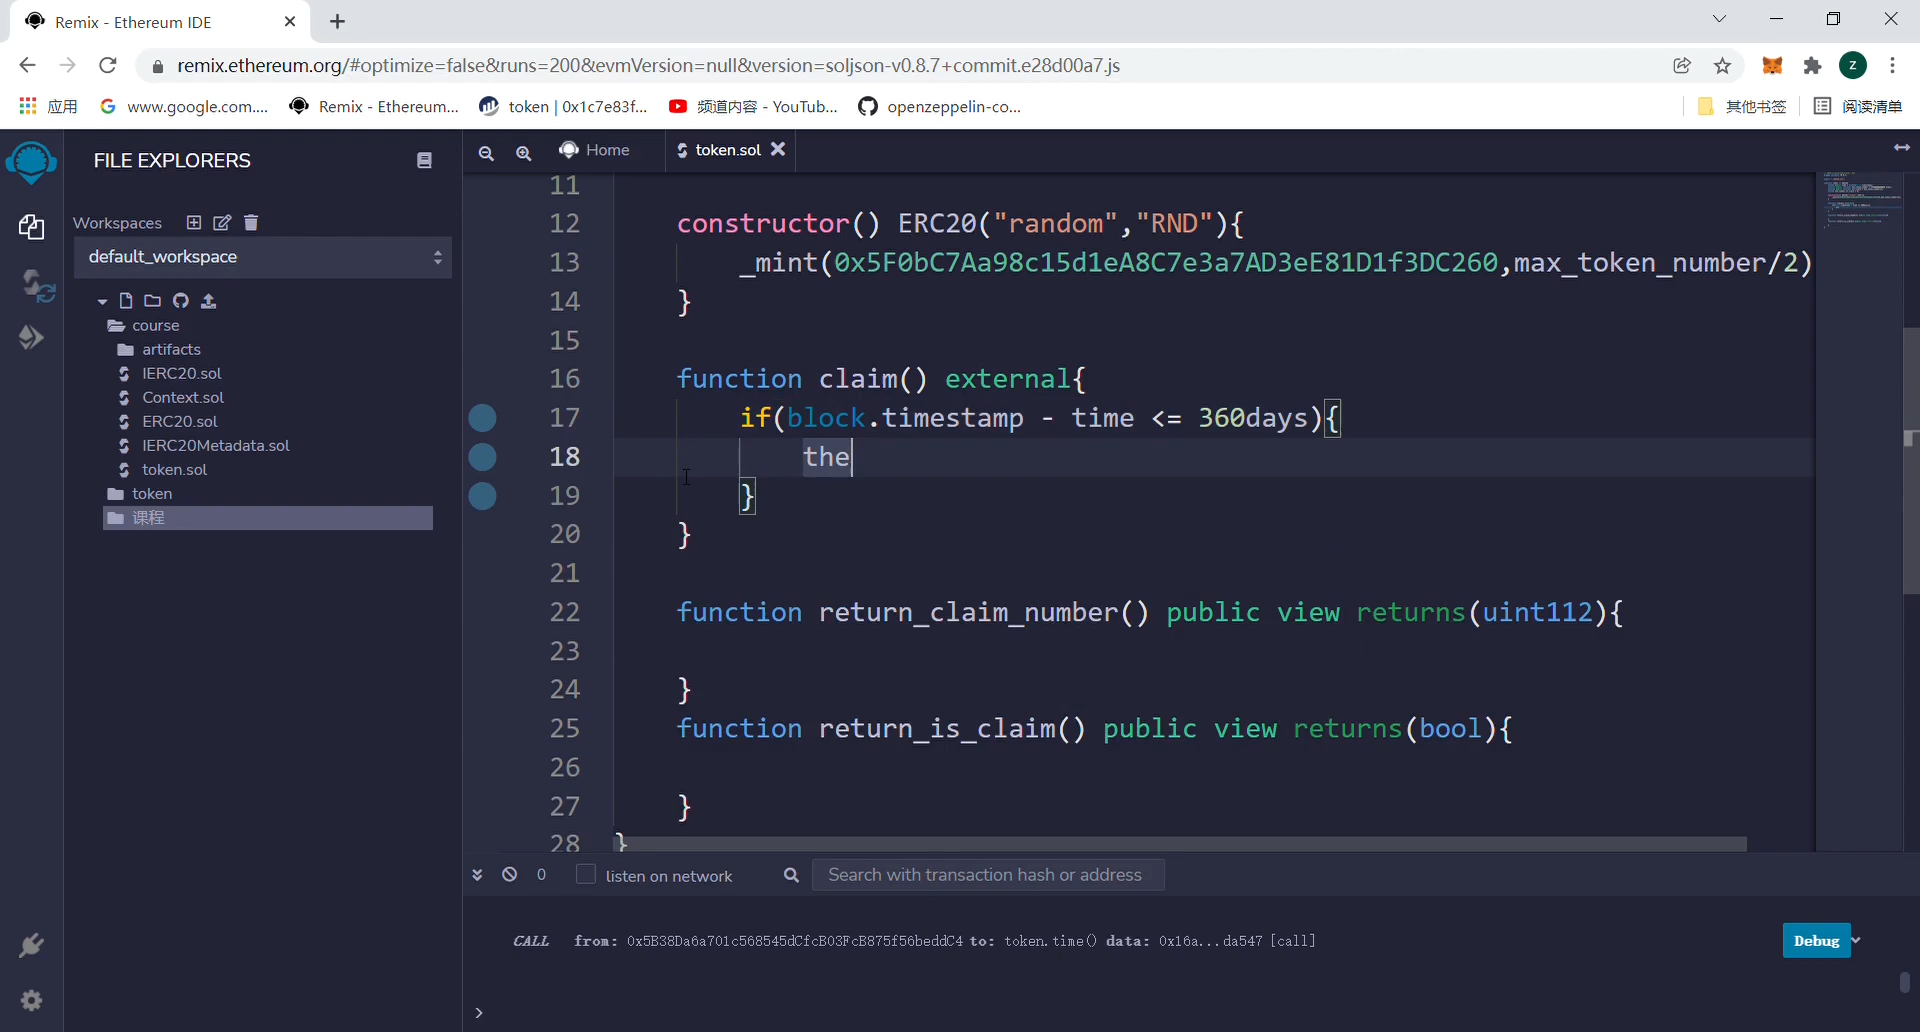 Remix - Ethereum IDE
remix.ethereum.org/#optimize=false&runs=200&evmVersion=null&version=soljson-v0.8.7+commit.e28d00a7.js
Z
应用
www.google.com....
Remix - Ethereum...
token | 0x1c7e83f...
频道内容 - YouTub...
openzeppelin-co...
其他书签
阅读清单
FILE EXPLORERS
Home
token.sol
Workspaces
default_workspace
course
artifacts
IERC20.sol
Context.sol
ERC20.sol
IERC20Metadata.sol
token.sol
token
课程
11
12 constructor() ERC20("random","RND"){
13 _mint(0x5F0bC7Aa98c15d1eA8C7e3a7AD3eE81D1f3DC260,max_token_number/2)
14 }
15
16 function claim() external{
17 if(block.timestamp - time <= 360days){
18 the
19 }
20 }
21
22 function return_claim_number() public view returns(uint112){
23
24 }
25 function return_is_claim() public view returns(bool){
26
27 }
28 }
0
listen on network
Search with transaction hash or address
CALL from: 0x5B38Da6a701c568545dCfcB03FcB875f56beddC4 to: token.time() data: 0x16a...da547 [call]
Debug
>